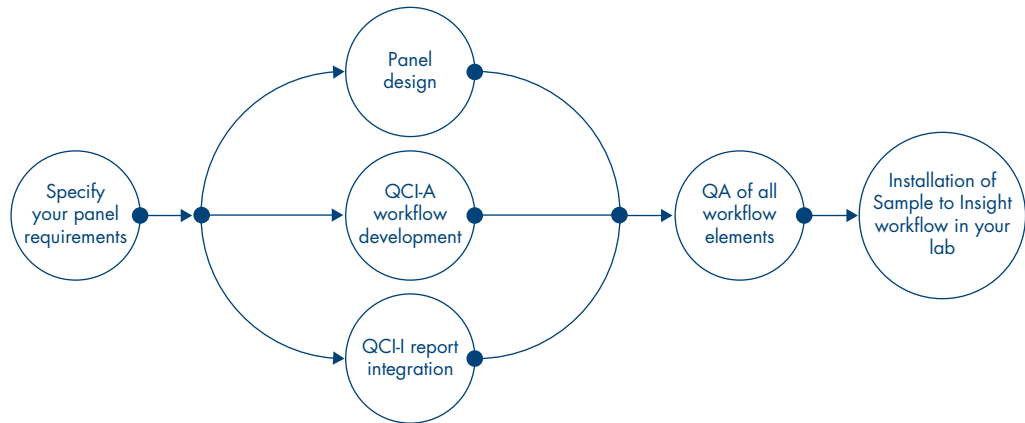 Specify
your panel
requirements
Panel
design
QCI-A
workflow
development
QCI-I report
integration
QA of all
workflow
elements
Installation of
Sample to Insight
workflow in your
lab